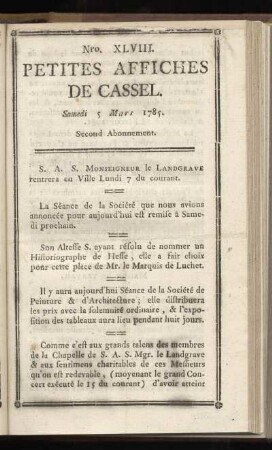 Nro. XLVIII.
PETITES AFFICHES
DE CASSEL.
Samedi 5 Mars 1785.
Second Abonnement.
S. A. S. MONSEIGNEUR le LANDGRAVE
rentrera en Ville Lundi 7 du courant.
La Séance de la Société que nous avions
annoncée pour aujourd'hui est remise à Same-
di prochain.
Son Altesse S. ayant résolu de nommer un
Historiographe de Hesse, elle a fait choix
pour cette place de Mr. le Marquis de Luchet.
Il y aura aujourd'hui Séance de la Société de
Peinture & d'Architecture; elle distribuera
les prix avec la solemnité ordinaire, & l'expo-
sition des tableaux aura lieu pendant huit jours.
Comme c'est aux grands talens des membres
de la Chapelle de S. A. S. Mgr. le Landgrave
& aux sentimens charitables de ces Messieurs
qu'on est redevable, (moyenant le grand Con-
cert exécuté le 15 du courant) d'avoir atteint